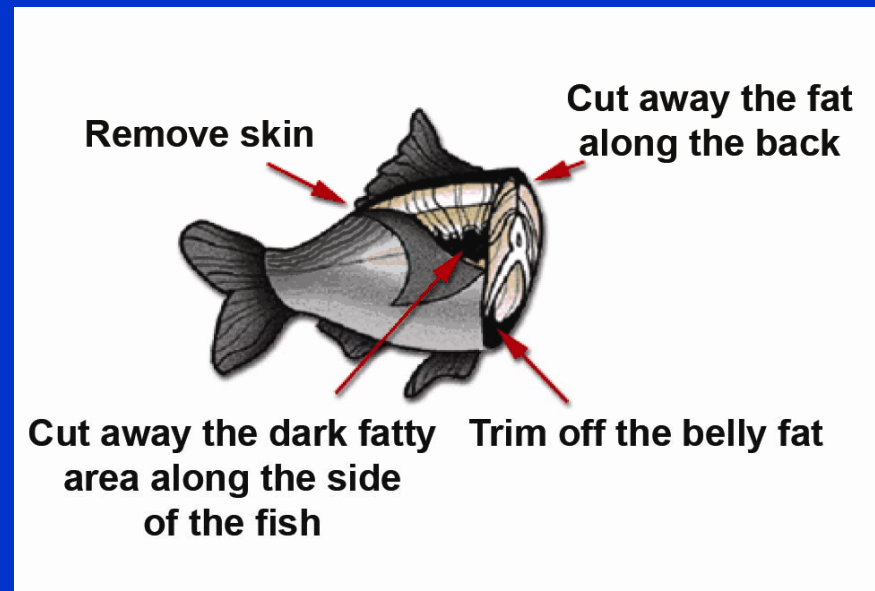 Remove skin
Cut away the fat
along the back
Cut away the dark fatty
area along the side
of the fish
Trim off the belly fat